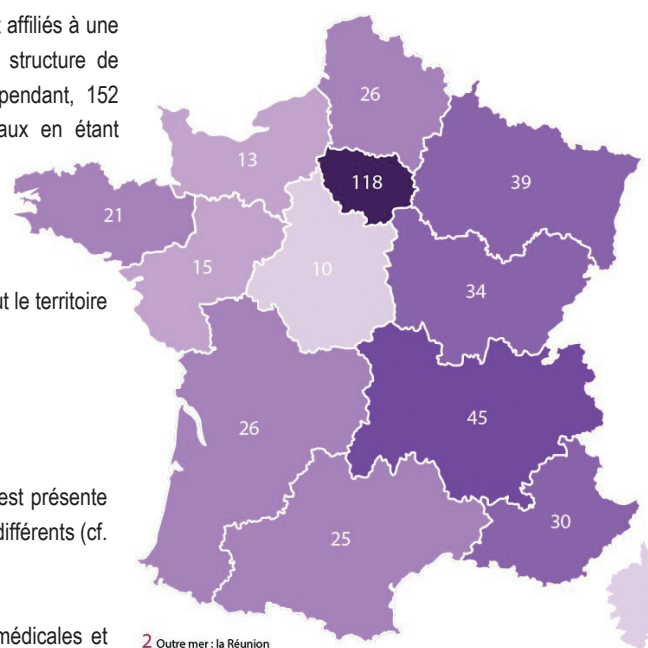 affiliés à une
structure de
pendant, 152
aux en étant
ut le territoire
est présente
différents (cf.
médicales et
26
13
118
39
21
15
10
34
26
45
25
30
2 Outre mer : la Réunion